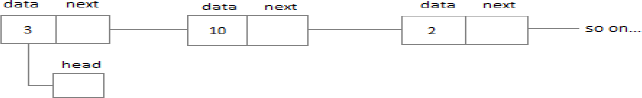 data next data next data next
3 10 2 so on...
head